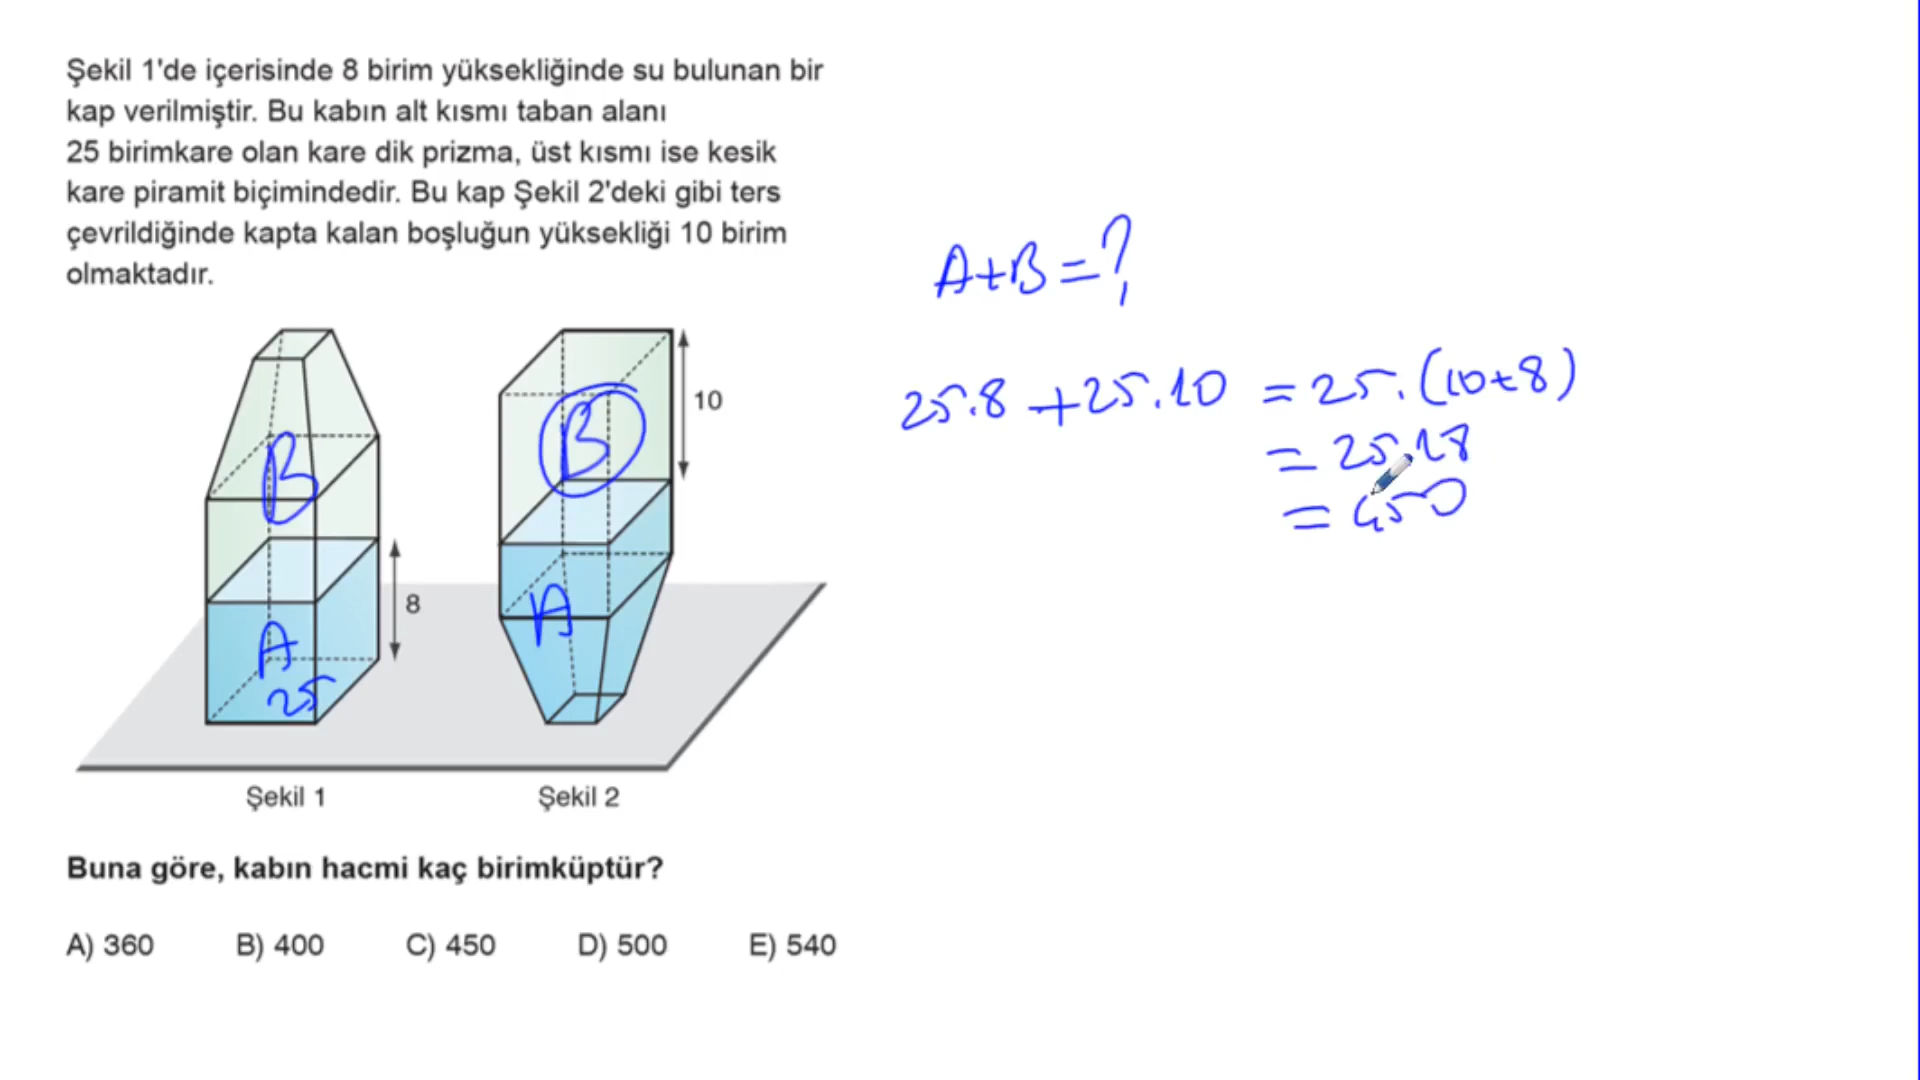 Şekil 1'de içerisinde 8 birim yüksekliğinde su bulunan bir
kap verilmiştir. Bu kabın alt kısmı taban alanı
25 birimkare olan kare dik prizma, üst kısmı ise kesik
kare piramit biçimindedir. Bu kap Şekil 2'deki gibi ters
çevrildiğinde kapta kalan boşluğun yüksekliği 10 birim
olmaktadır.
A+B=?
25.8+25.10 = 25.(10+8)
= 25.18
= 450
B
8
A
25
10
B
A
Şekil 1
Şekil 2
Buna göre, kabın hacmi kaç birimküptür?
A) 360 B) 400 C) 450 D) 500 E) 540